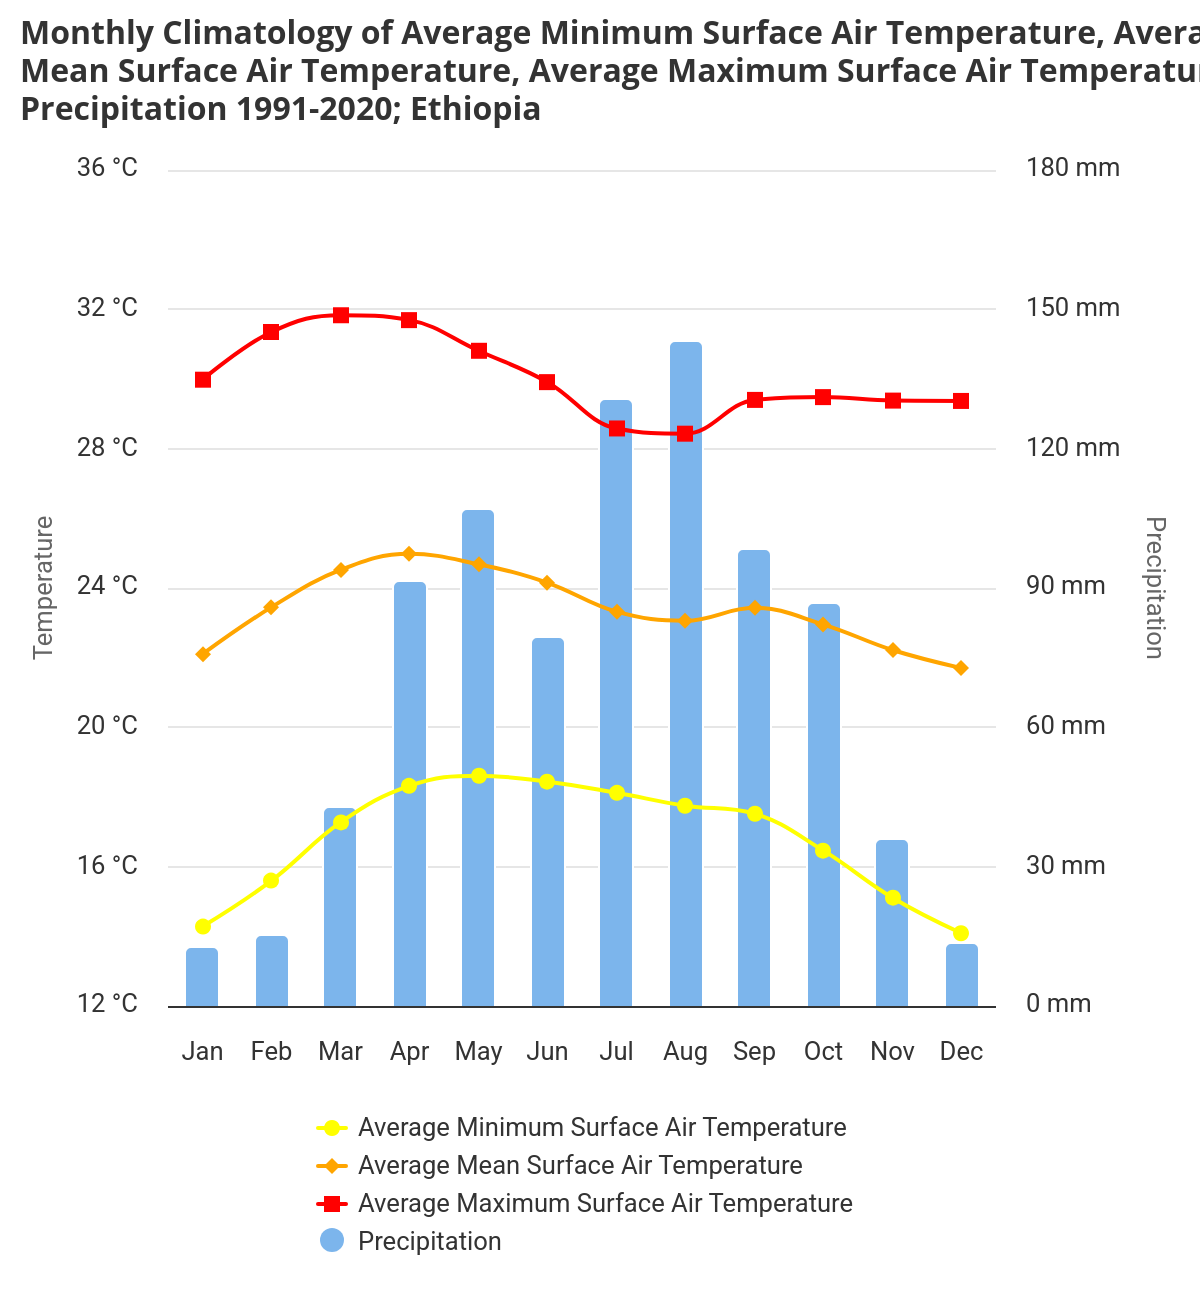 Monthly Climatology of Average Minimum Surface Air Temperature, Avera
Mean Surface Air Temperature, Average Maximum Surface Air Temperatu
Precipitation 1991-2020; Ethiopia
36 °C
180 mm
32 °C
150 mm
28 °C
120 mm
24 °C
90 mm
20 °C
60 mm
16 °C
30 mm
12 °C
0 mm
Temperature
Precipitation
Jan Feb Mar Apr May Jun Jul Aug Sep Oct Nov Dec
Average Minimum Surface Air Temperature
Average Mean Surface Air Temperature
Average Maximum Surface Air Temperature
Precipitation